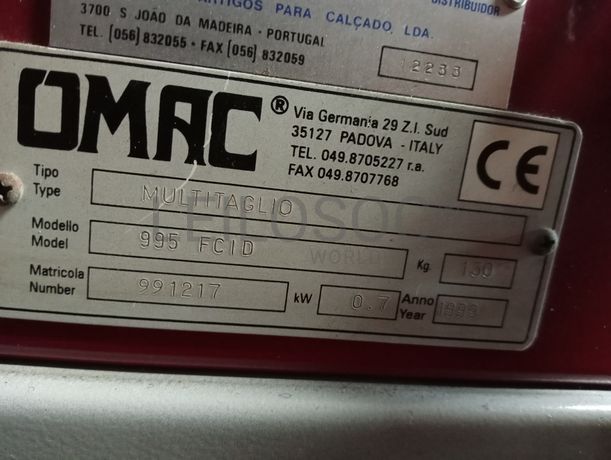 DISTRIBUIDOR
ARTIGOS PARA CALÇADO, LDA.
3700 S JOÃO DA MADEIRA · PORTUGAL
TEL. (056) 832055 · FAX (056) 832059
12233
OMAC®
Via Germania 29 Z.I. Sud
35127 PADOVA - ITALY
TEL. 049.8705227 r.a.
FAX 049.8707768
CE
Tipo
Type
MULTITAGLIO
Modello
Model
995 FCID
Kg.
130
Matricola
Number
991217
kW
0.7
Anno
Year
WORLD